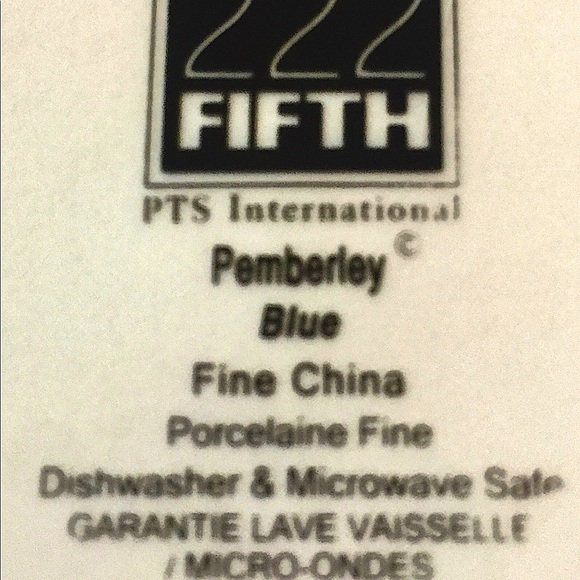 222
FIFTH
PTS International
Pemberley ©
Blue
Fine China
Porcelaine Fine
Dishwasher & Microwave Safe
GARANTIE LAVE VAISSELLE
/ MICRO-ONDES